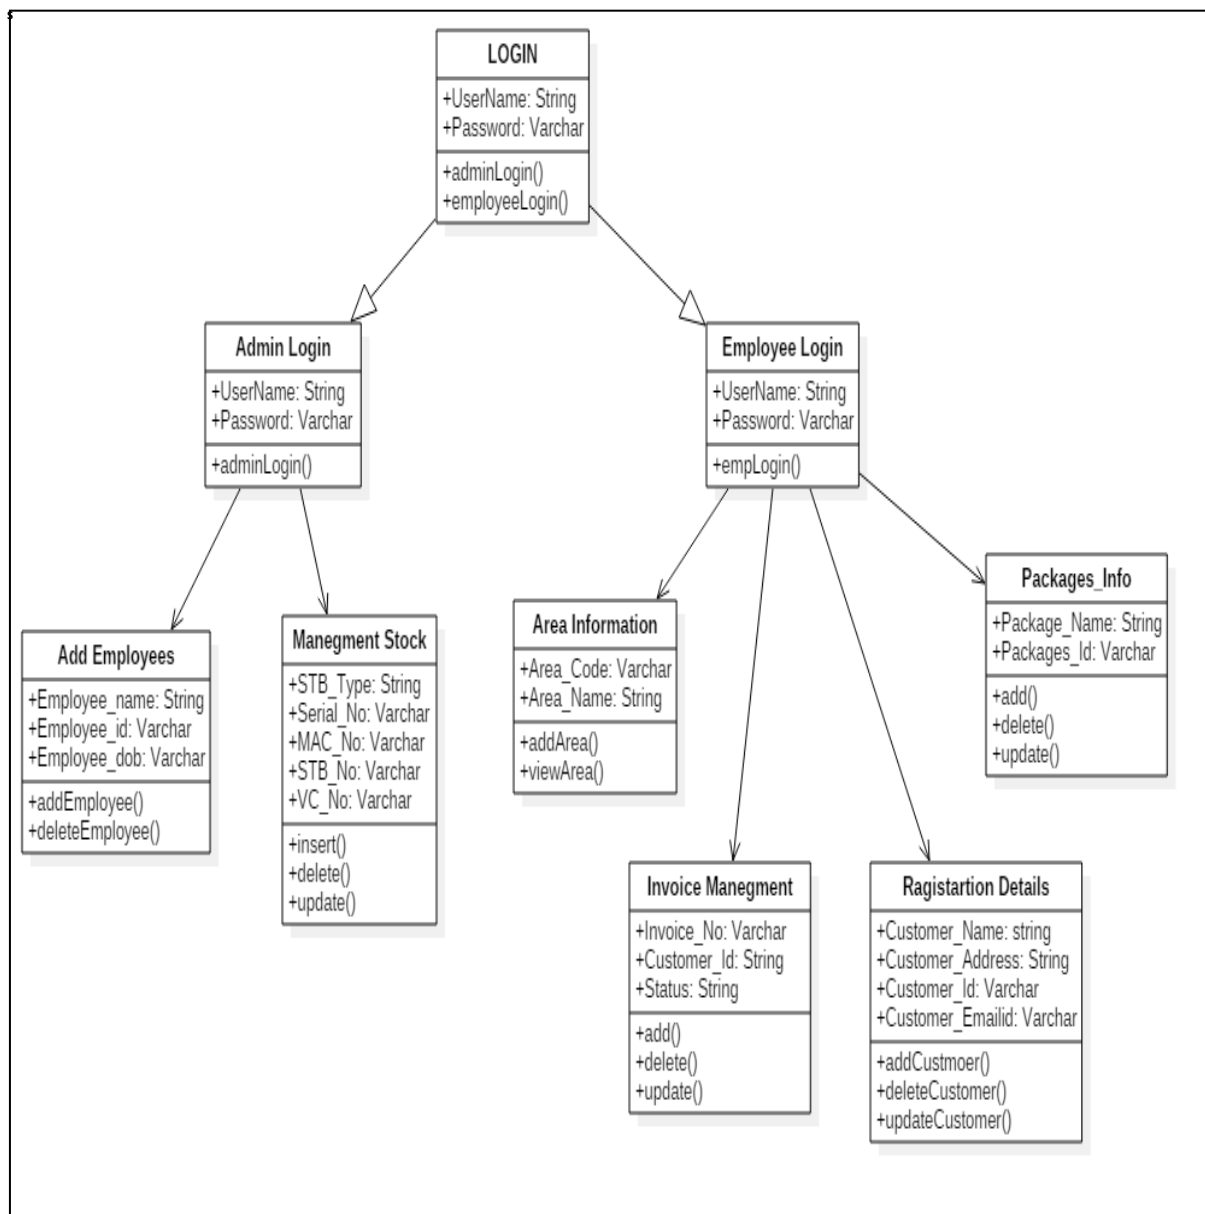 LOGIN
+UserName: String
+Password: Varchar
+adminLogin()
+employeeLogin()
Admin Login
+UserName: String
+Password: Varchar
+adminLogin()
Employee Login
+UserName: String
+Password: Varchar
+empLogin()
Add Employees
+Employee_name: String
+Employee_id: Varchar
+Employee_dob: Varchar
+addEmployee()
+deleteEmployee()
Manegment Stock
+STB_Type: String
+Serial_No: Varchar
+MAC_No: Varchar
+STB_No: Varchar
+VC_No: Varchar
+insert()
+delete()
+update()
Area Information
+Area_Code: Varchar
+Area_Name: String
+addArea()
+viewArea()
Packages_Info
+Package_Name: String
+Packages_Id: Varchar
+add()
+delete()
+update()
Invoice Manegment
+Invoice_No: Varchar
+Customer_Id: String
+Status: String
+add()
+delete()
+update()
Ragistartion Details
+Customer_Name: string
+Customer_Address: String
+Customer_Id: Varchar
+Customer_Emailid: Varchar
+addCustmoer()
+deleteCustomer()
+updateCustomer()